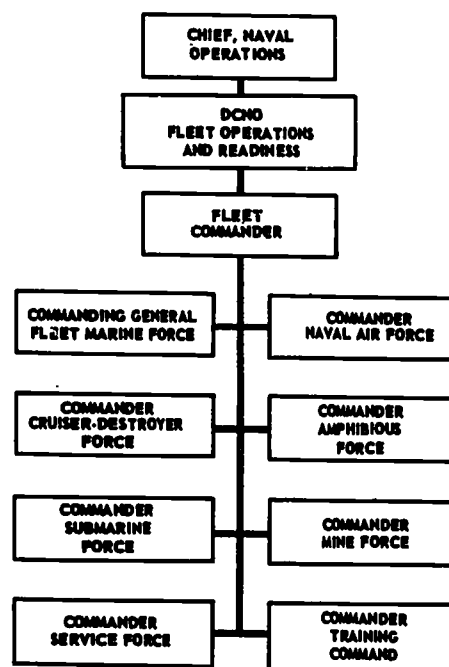 CHIEF, NAVAL
OPERATIONS
DCNO
FLEET OPERATIONS
AND READINESS
FLEET
COMMANDER
COMMANDING GENERAL
FLEET MARINE FORCE
COMMANDER
NAVAL AIR FORCE
COMMANDER
CRUISER-DESTROYER
FORCE
COMMANDER
AMPHIBIOUS
FORCE
COMMANDER
SUBMARINE
FORCE
COMMANDER
MINE FORCE
COMMANDER
SERVICE FORCE
COMMANDER
TRAINING
COMMAND